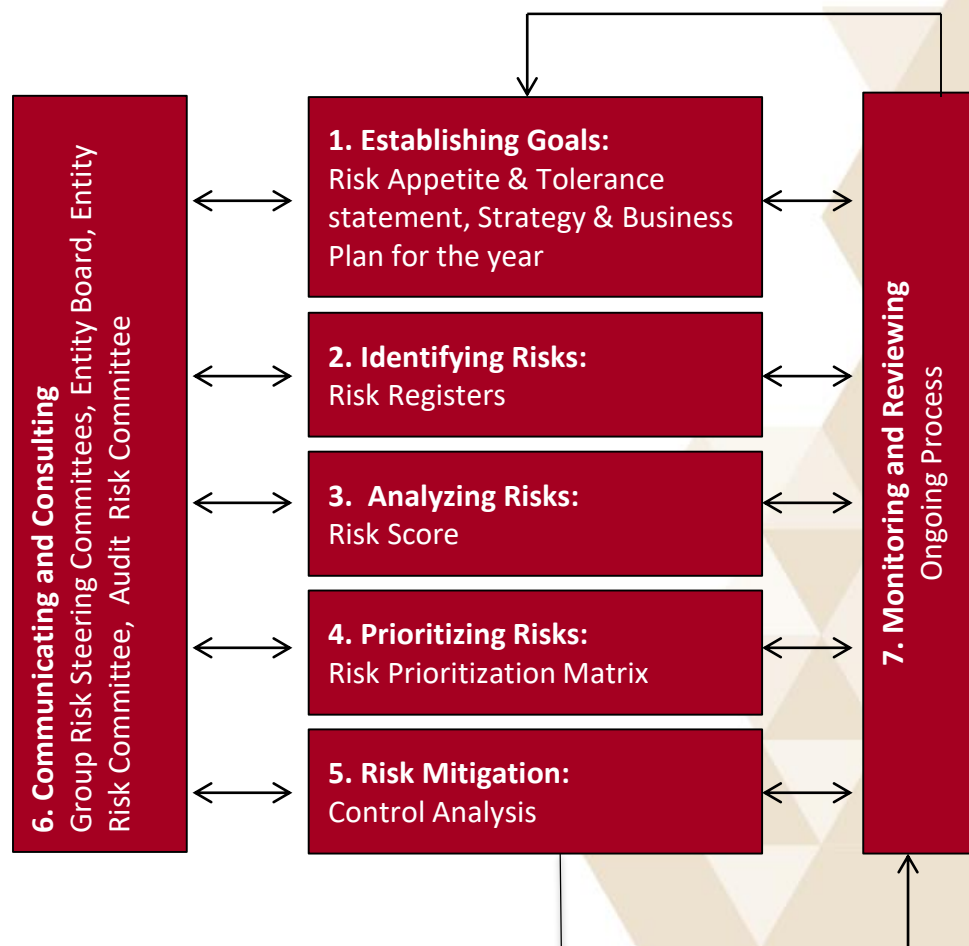 6. Communicating and Consulting
Group Risk Steering Committees, Entity Board, Entity
Risk Committee, Audit Risk Committee
1. Establishing Goals:
Risk Appetite & Tolerance
statement, Strategy & Business
Plan for the year
2. Identifying Risks:
Risk Registers
3. Analyzing Risks:
Risk Score
4. Prioritizing Risks:
Risk Prioritization Matrix
5. Risk Mitigation:
Control Analysis
7. Monitoring and Reviewing
Ongoing Process